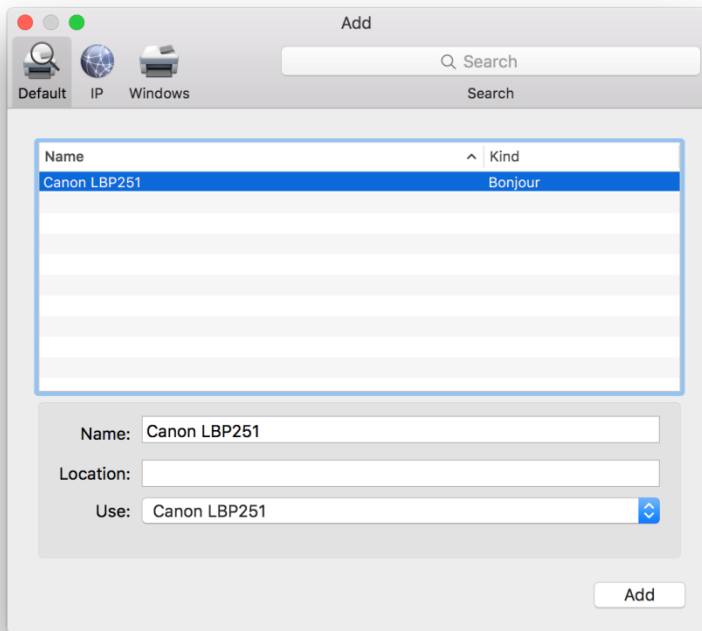 Add
Default IP Windows
Search
Search
Name Kind
Canon LBP251 Bonjour
Name: Canon LBP251
Location:
Use: Canon LBP251
Add